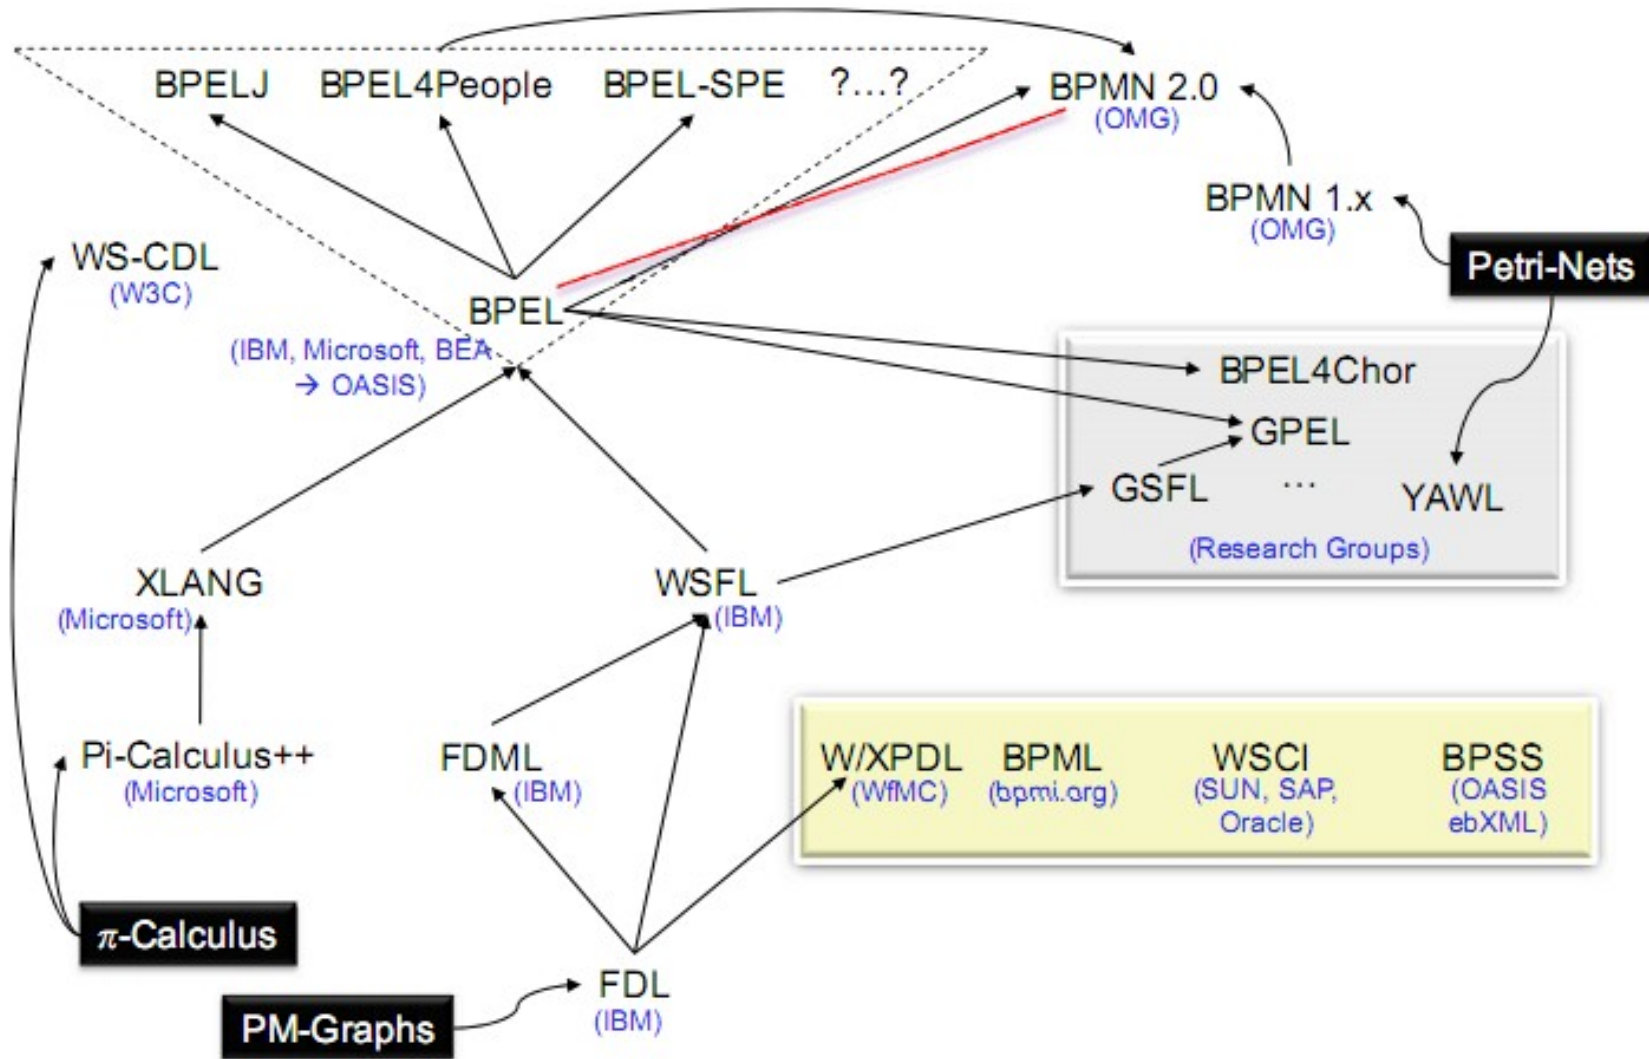 BPELJ BPEL4People BPEL-SPE ?...?
BPMN 2.0
(OMG)
BPMN 1.x
(OMG)
Petri-Nets
WS-CDL
(W3C)
BPEL
(IBM, Microsoft, BEA
→ OASIS)
BPEL4Chor
GPEL
GSFL ... YAWL
(Research Groups)
XLANG
(Microsoft)
WSFL
(IBM)
Pi-Calculus++
(Microsoft)
FDML
(IBM)
W/XPDL
(WfMC)
BPML
(bpmi.org)
WSCI
(SUN, SAP,
Oracle)
BPSS
(OASIS
ebXML)
π-Calculus
FDL
(IBM)
PM-Graphs